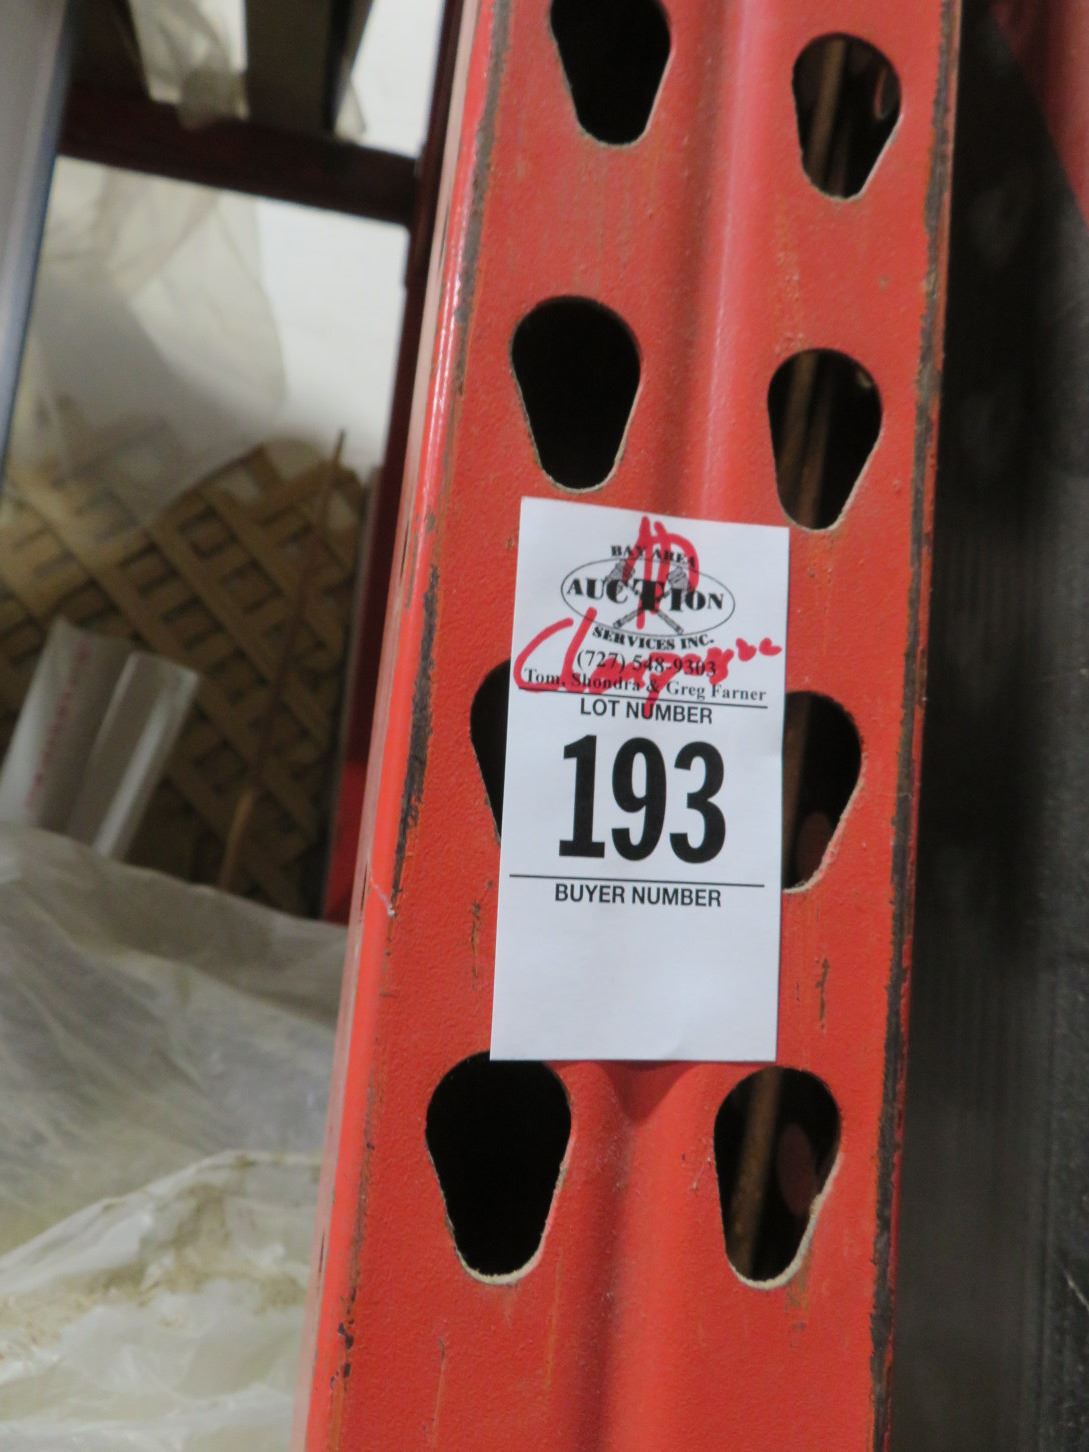 BAY AREA
AUCTION
SERVICES INC.
(727) 548-9303
Tom, Shondra & Greg Farner
LOT NUMBER
193
BUYER NUMBER